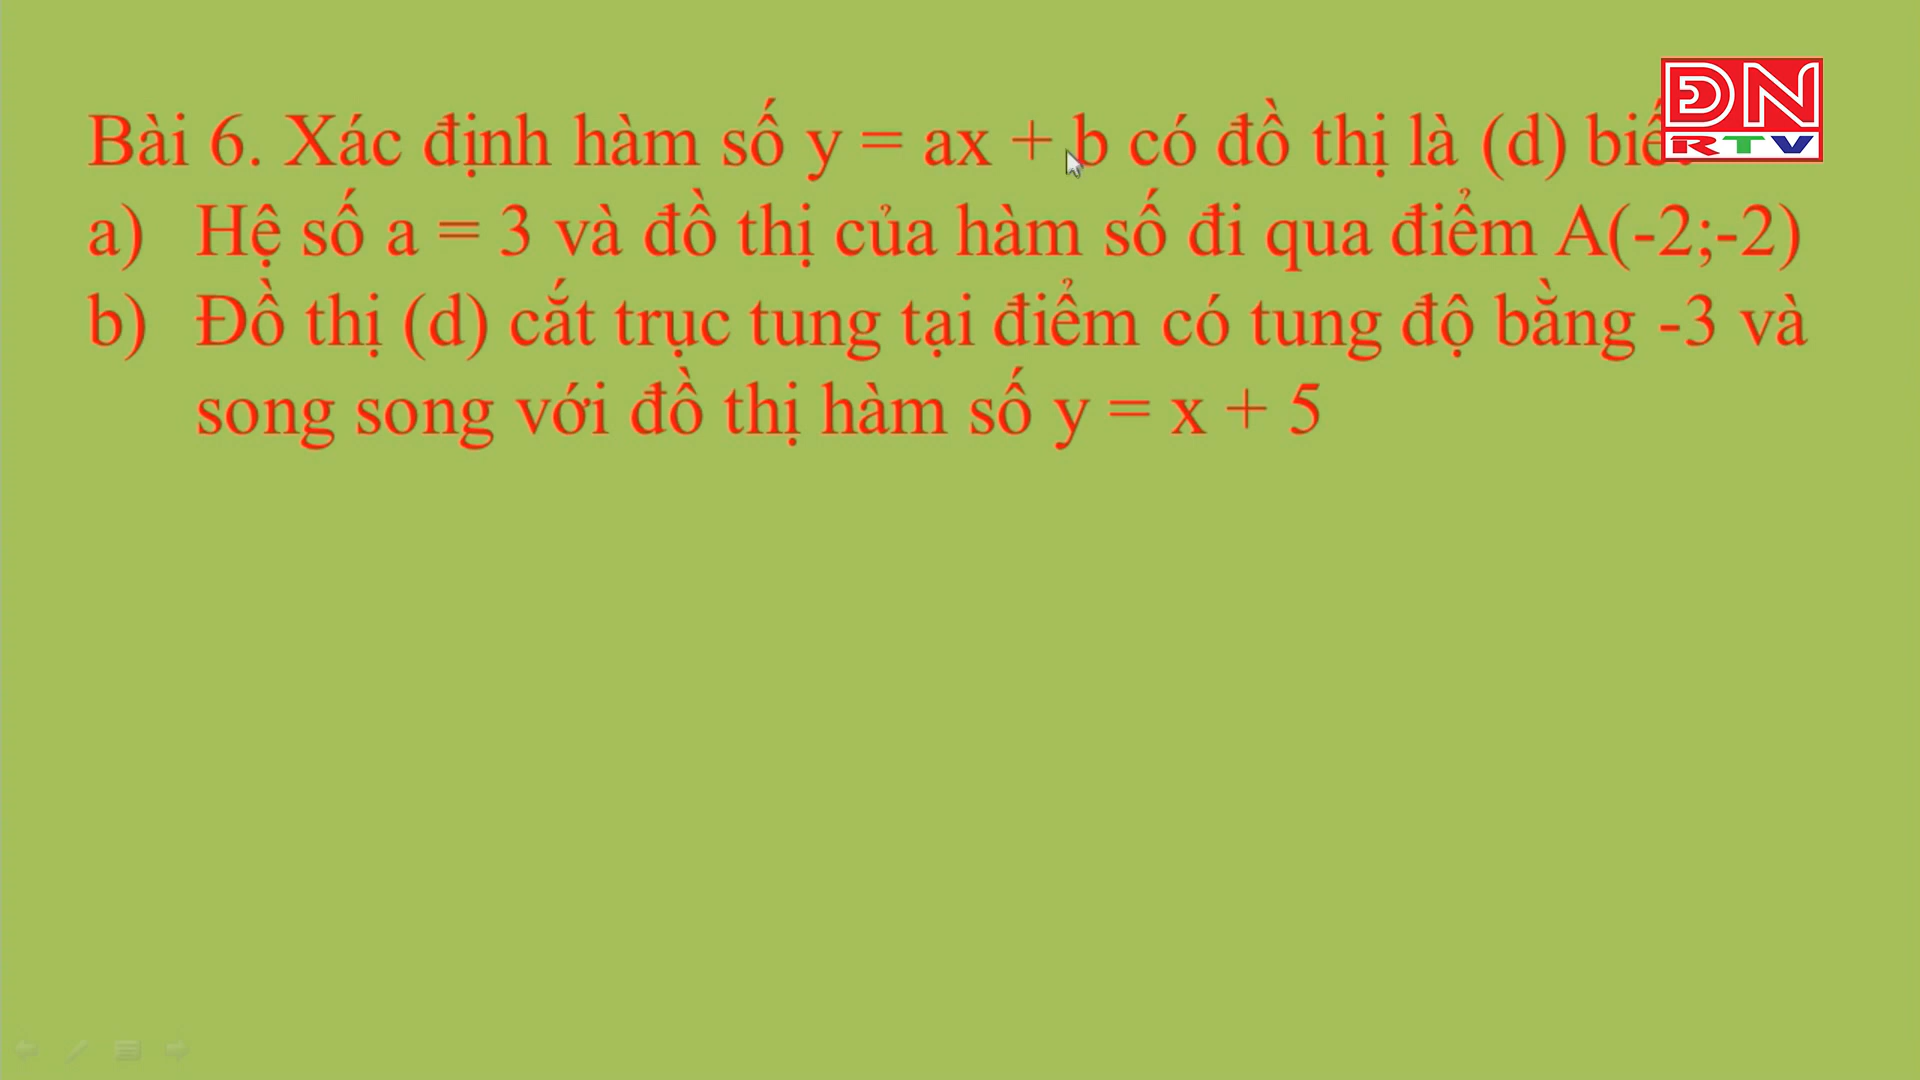 Bài 6. Xác định hàm số y = ax + b có đồ thị là (d)
ĐN
RTV
a) Hệ số a = 3 và đồ thị của hàm số đi qua điểm A(-2;-2)
b) Đồ thị (d) cắt trục tung tại điểm có tung độ bằng -3 và
song song với đồ thị hàm số y = x + 5